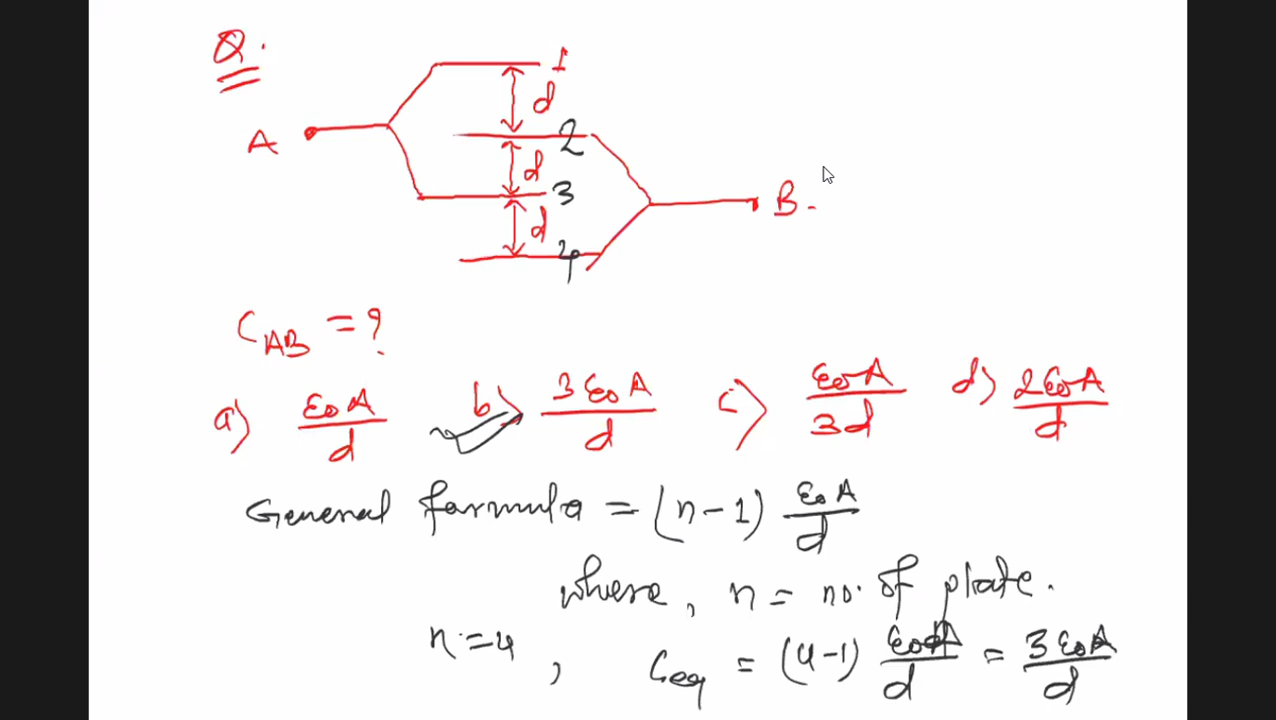 Q.
1
d
A
2
d
3
B.
d
4
C_AB = ?
a) ε₀A/d b) 3ε₀A/d c) ε₀A/3d d) 2ε₀A/d
General formula = (n-1) ε₀A/d
where, n = no. of plate.
n=4, Ceq = (4-1) ε₀A/d = 3ε₀A/d